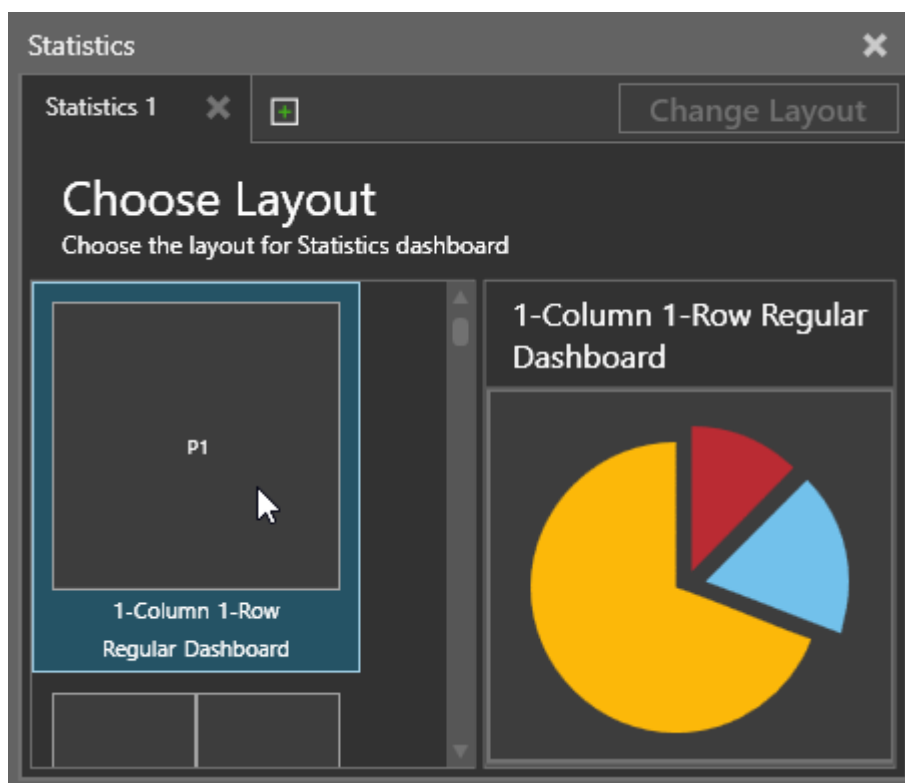 Statistics
Statistics 1
Change Layout
Choose Layout
Choose the layout for Statistics dashboard
P1
1-Column 1-Row
Regular Dashboard
1-Column 1-Row Regular
Dashboard